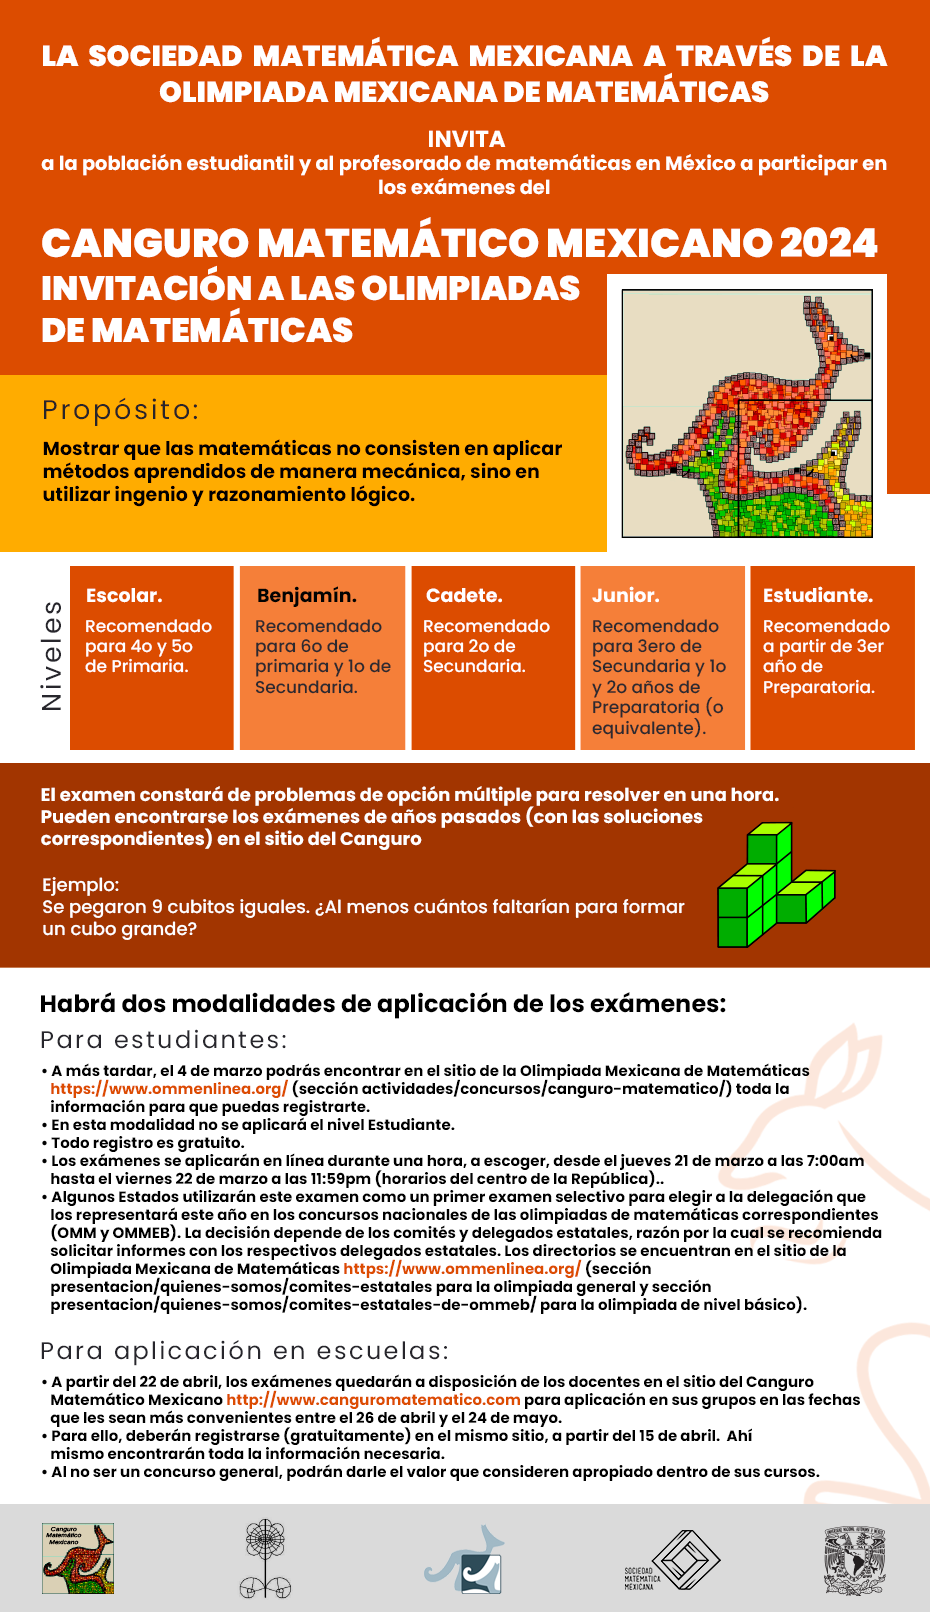 LA SOCIEDAD MATEMÁTICA MEXICANA A TRAVÉS DE LA
OLIMPIADA MEXICANA DE MATEMÁTICAS
INVITA
a la población estudiantil y al profesorado de matemáticas en México a participar en
los exámenes del
CANGURO MATEMÁTICO MEXICANO 2024
INVITACIÓN A LAS OLIMPIADAS
DE MATEMÁTICAS
Propósito:
Mostrar que las matemáticas no consisten en aplicar
métodos aprendidos de manera mecánica, sino en
utilizar ingenio y razonamiento lógico.
Niveles
Escolar.
Recomendado
para 4o y 5o
de Primaria.
Benjamín.
Recomendado
para 6o de
primaria y 1o de
Secundaria.
Cadete.
Recomendado
para 2o de
Secundaria.
Junior.
Recomendado
para 3ero de
Secundaria y 1o
y 2o años de
Preparatoria (o
equivalente).
Estudiante.
Recomendado
a partir de 3er
año de
Preparatoria.
El examen constará de problemas de opción múltiple para resolver en una hora.
Pueden encontrarse los exámenes de años pasados (con las soluciones
correspondientes) en el sitio del Canguro
Ejemplo:
Se pegaron 9 cubitos iguales. ¿Al menos cuántos faltarían para formar
un cubo grande?
Habrá dos modalidades de aplicación de los exámenes:
Para estudiantes:
• A más tardar, el 4 de marzo podrás encontrar en el sitio de la Olimpiada Mexicana de Matemáticas
https://www.ommenlinea.org/ (sección actividades/concursos/canguro-matematico/) toda la
información para que puedas registrarte.
• En esta modalidad no se aplicará el nivel Estudiante.
• Todo registro es gratuito.
• Los exámenes se aplicarán en línea durante una hora, a escoger, desde el jueves 21 de marzo a las 7:00am
hasta el viernes 22 de marzo a las 11:59pm (horarios del centro de la República)..
• Algunos Estados utilizarán este examen como un primer examen selectivo para elegir a la delegación que
los representará este año en los concursos nacionales de las olimpiadas de matemáticas correspondientes
(OMM y OMMEB). La decisión depende de los comités y delegados estatales, razón por la cual se recomienda
solicitar informes con los respectivos delegados estatales. Los directorios se encuentran en el sitio de la
Olimpiada Mexicana de Matemáticas https://www.ommenlinea.org/ (sección
presentacion/quienes-somos/comites-estatales para la olimpiada general y sección
presentacion/quienes-somos/comites-estatales-de-ommeb/ para la olimpiada de nivel básico).
Para aplicación en escuelas:
• A partir del 22 de abril, los exámenes quedarán a disposición de los docentes en el sitio del Canguro
Matemático Mexicano http://www.canguromatematico.com para aplicación en sus grupos en las fechas
que les sean más convenientes entre el 26 de abril y el 24 de mayo.
• Para ello, deberán registrarse (gratuitamente) en el mismo sitio, a partir del 15 de abril. Ahí
mismo encontrarán toda la información necesaria.
• Al no ser un concurso general, podrán darle el valor que consideren apropiado dentro de sus cursos.
Canguro
Matemático
Mexicano
SOCIEDAD
MATEMATICA
MEXICANA